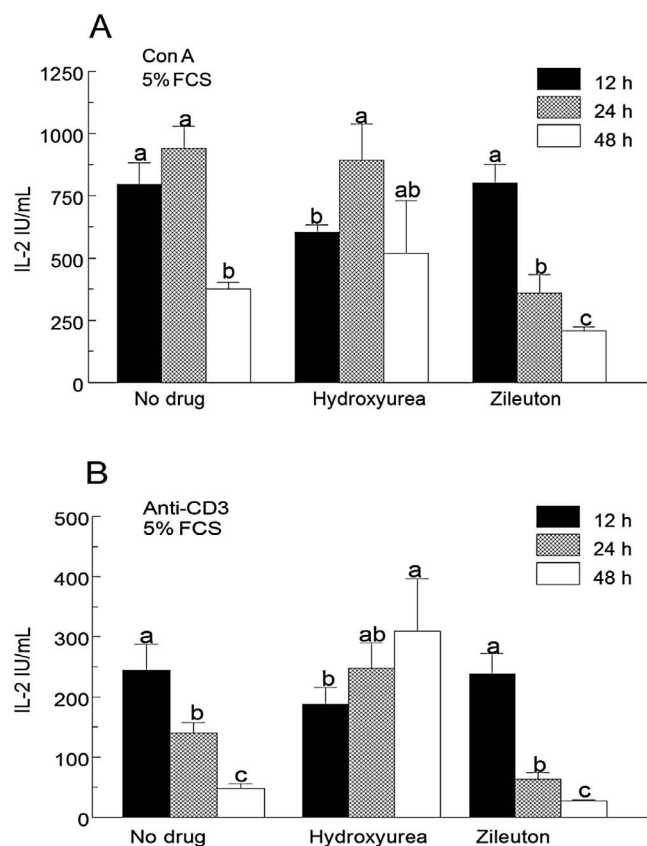 A
Con A
5% FCS
12 h
24 h
48 h
1250
1000
750
500
250
0
IL-2 IU/mL
a
a
b
b
a
ab
a
b
c
No drug
Hydroxyurea
Zileuton
B
Anti-CD3
5% FCS
12 h
24 h
48 h
500
400
300
200
100
0
IL-2 IU/mL
a
b
c
b
ab
a
a
b
c
No drug
Hydroxyurea
Zileuton